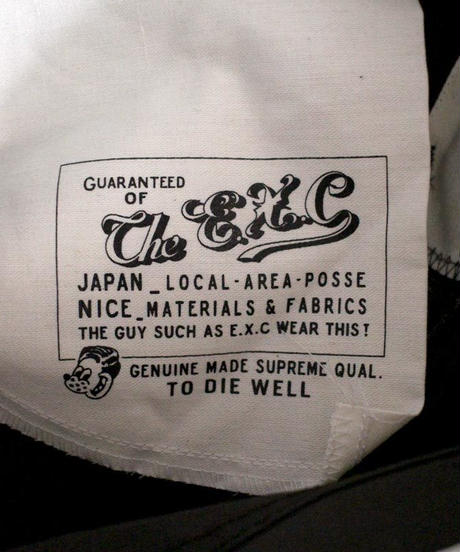 GUARANTEED
OF
The E.X.C
JAPAN_LOCAL-AREA-POSSE
NICE_MATERIALS & FABRICS
THE GUY SUCH AS E.X.C WEAR THIS!
GENUINE MADE SUPREME QUAL.
TO DIE WELL